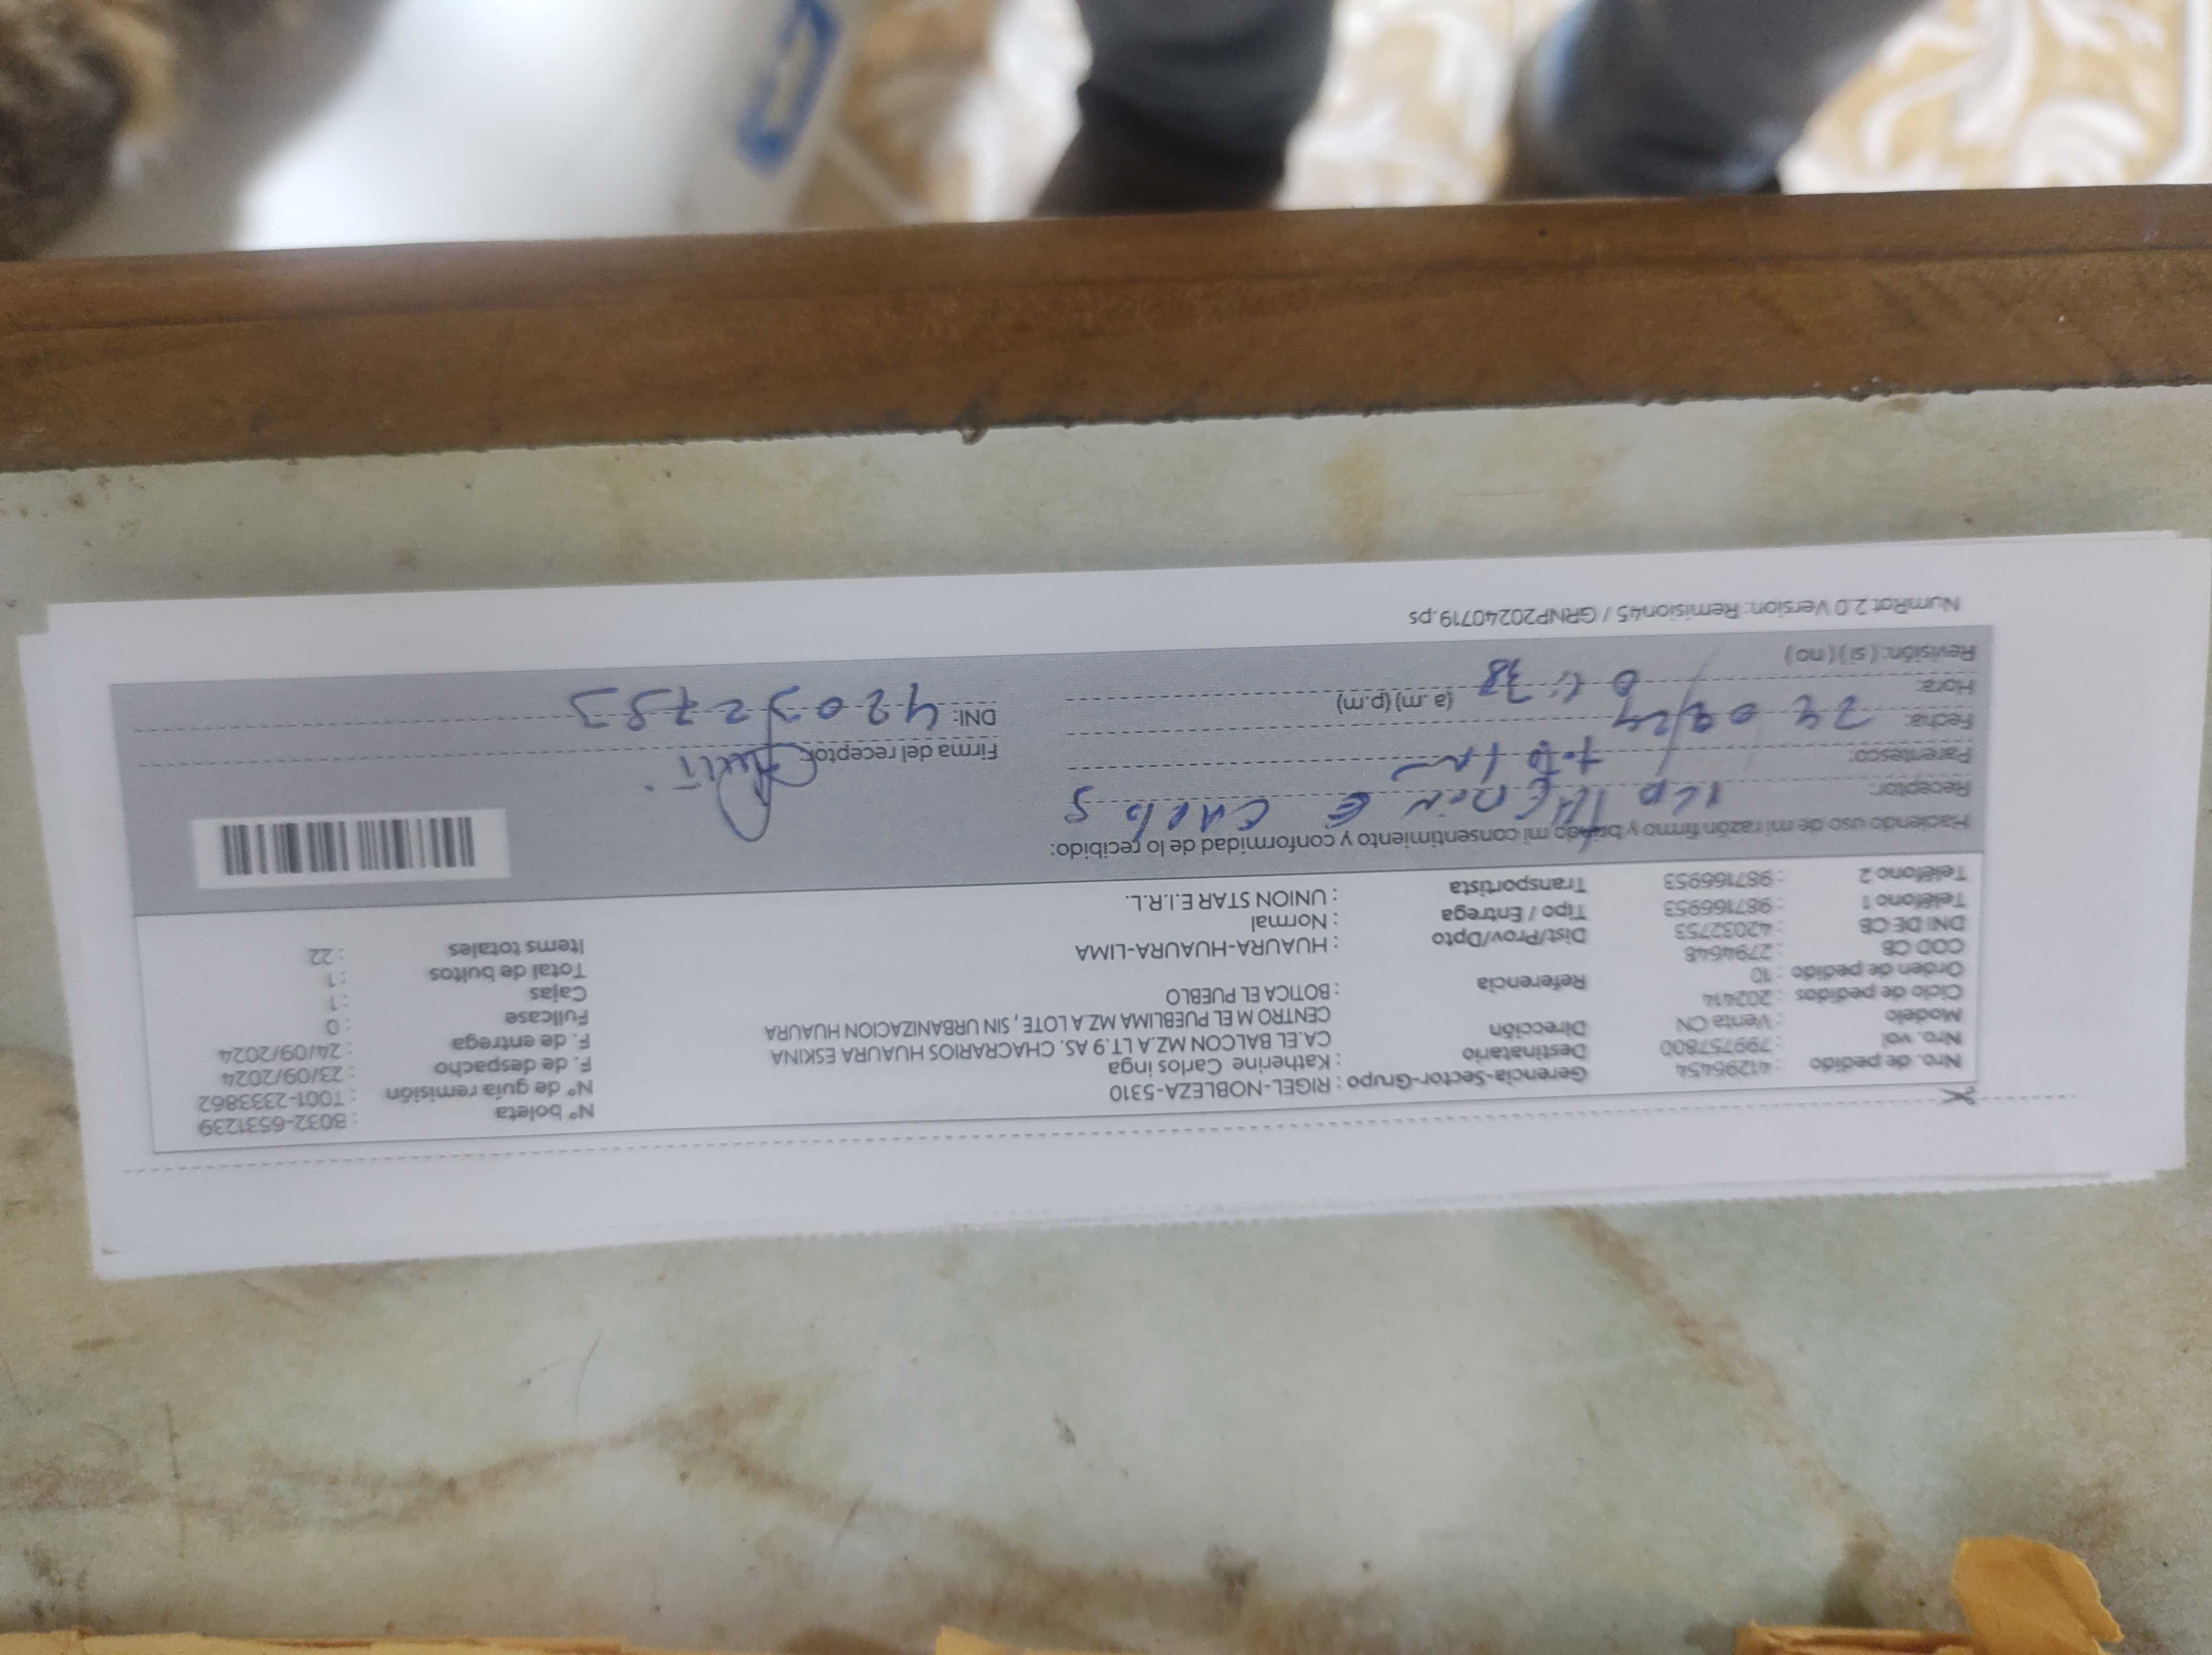 Nro. de pedido : 41296454 Gerencia-Sector-Grupo : RIGEL-NOBLEZA-5310 Nº boleta : B032-6531239
Nro. vol : 799757800 Destinatario : Katherine Carlos inga Nº de guía remisión : T001-2333862
Modelo : Venta CN Dirección CA.EL BALCON MZ.A LT.9 AS. CHACRARIOS HUAURA ESKINA F. de despacho : 23/09/2024
Ciclo de pedidos : 202414 CENTRO M EL PUEBLIMA MZ.A LOTE , SIN URBANIZACION HUAURA F. de entrega : 24/09/2024
Orden de pedido : 10 Referencia : BOTICA EL PUEBLO Fullcase : 0
COD CB : 2794648 Cajas : 1
DNI DE CB : 42032753 Dist/Prov/Dpto : HUAURA-HUAURA-LIMA Total de bultos : 1
Teléfono 1 : 987166953 Tipo / Entrega : Normal Items totales : 22
Teléfono 2 : 987166953 Transportista : UNION STAR E.I.R.L.
Haciendo uso de mi razón firmo y brindo mi consentimiento y conformidad de lo recibido:
Receptor:
Parentesco: Firma del receptor:
Fecha: 24 09/24 DNI:
Hora: (a.m) (p.m)
Revisión: ( si ) ( no )
NumRot 2.0 Version: Remision45 / GRNP20240719.ps